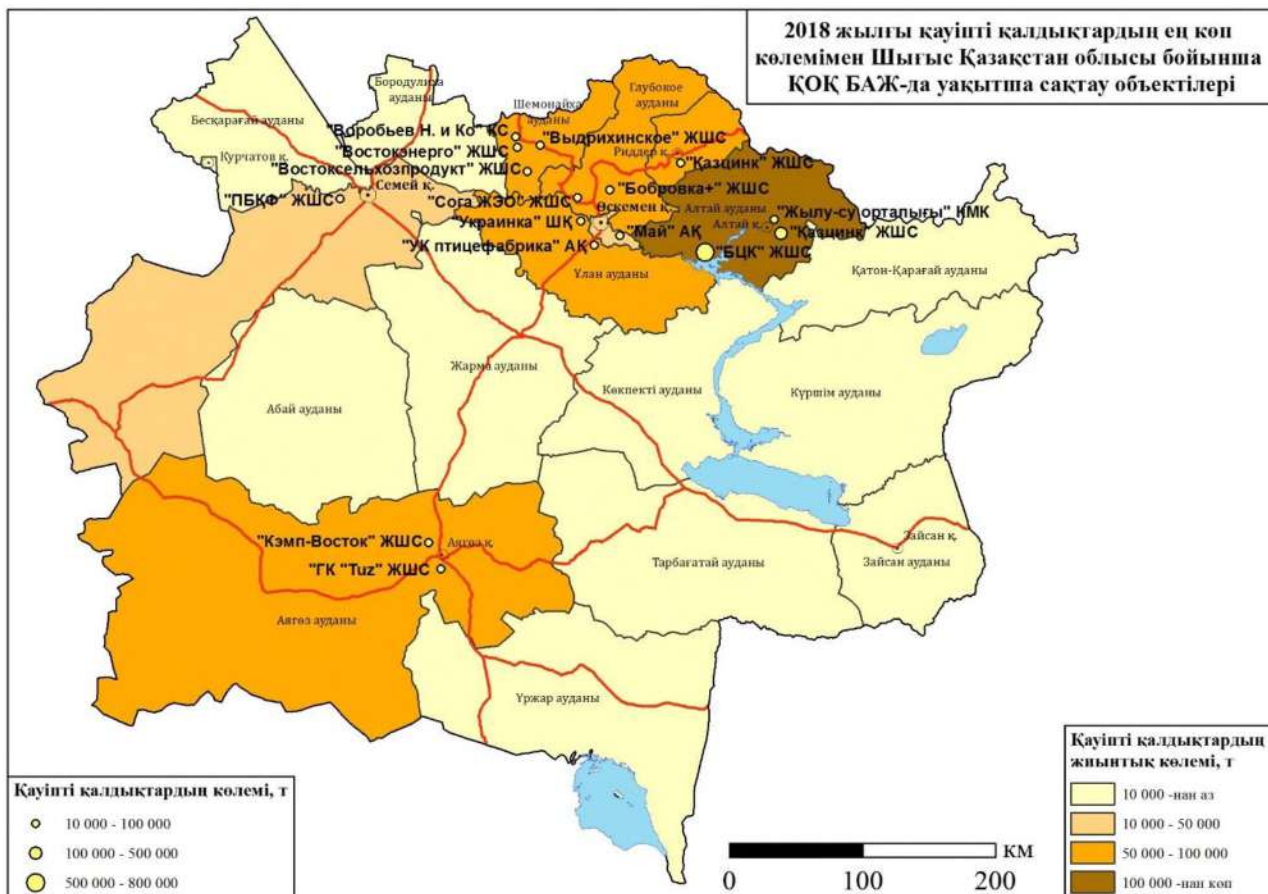 2018 жылғы қауіпті қалдықтардың ең көп
көлемімен Шығыс Қазақстан облысы бойынша
ҚОҚ БАЖ-да уақытша сақтау объектілері
Бородулиха
ауданы
Бесқарағай ауданы
Курчатов қ.
Глубокое
ауданы
Шемонайха
ауданы
"Воробьев Н. и Ко" КС
"Выдрихинское" ЖШС
"Востокэнерго" ЖШС
Риддер қ.
"Қазцинк" ЖШС
"Востоксельхозпродукт" ЖШС
Семей қ.
"Бобровка+" ЖШС
"ПБКФ" ЖШС
"Сога ЖЭО" ЖШС
Өскемен қ.
Алтай ауданы
"Жылу-су орталығы" КМК
"Украинка" ШҚ
Алтай қ.
"Май" АҚ
"Қазцинк" ЖШС
"УК птицефабрика" АҚ
"БЦК" ЖШС
Ұлан ауданы
Қатон-Қарағай ауданы
Жарма ауданы
Көкпекті ауданы
Күршім ауданы
Абай ауданы
"Кэмп-Восток" ЖШС
Аягөз қ.
Зайсан қ.
"ГК "Tuz" ЖШС
Тарбағатай ауданы
Зайсан ауданы
Аягөз ауданы
Үржар ауданы
Қауіпті қалдықтардың көлемі, т
10 000 - 100 000
100 000 - 500 000
500 000 - 800 000
КМ
0 100 200
Қауіпті қалдықтардың
жиынтық көлемі, т
10 000 -нан аз
10 000 - 50 000
50 000 - 100 000
100 000 -нан көп